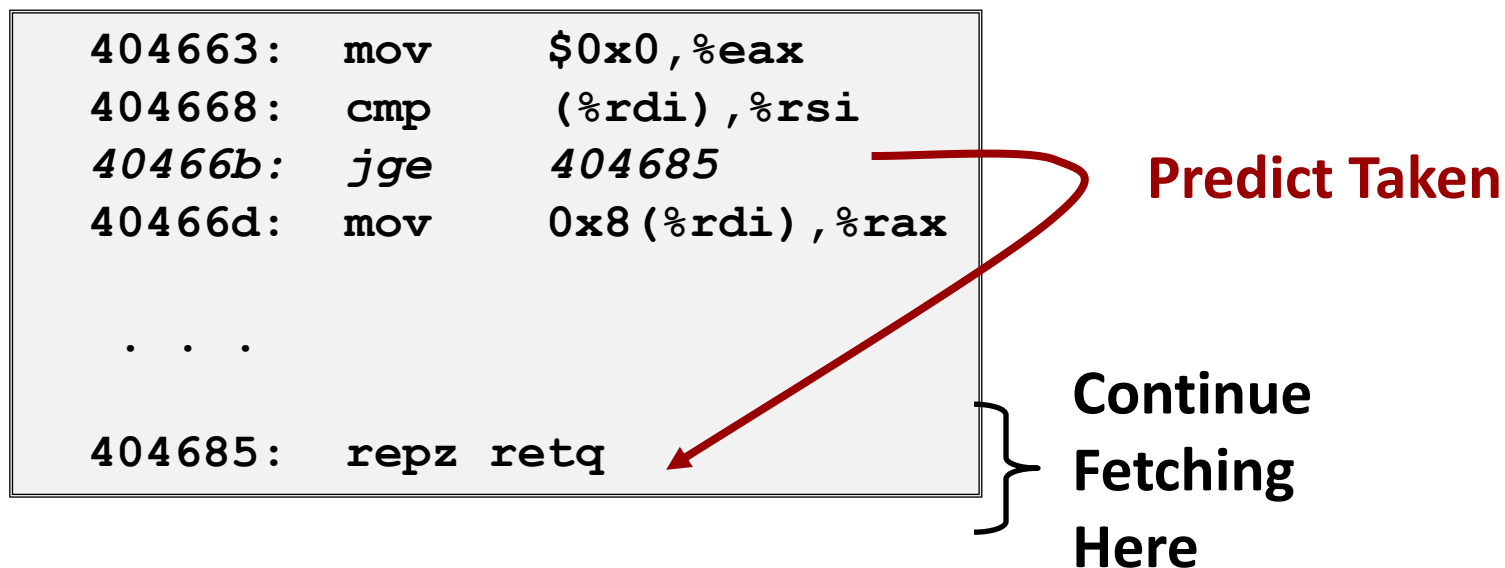 404663: mov $0x0,%eax
404668: cmp (%rdi),%rsi
40466b: jge 404685
40466d: mov 0x8(%rdi),%rax
. . .
404685: repz retq
Predict Taken
Continue
Fetching
Here